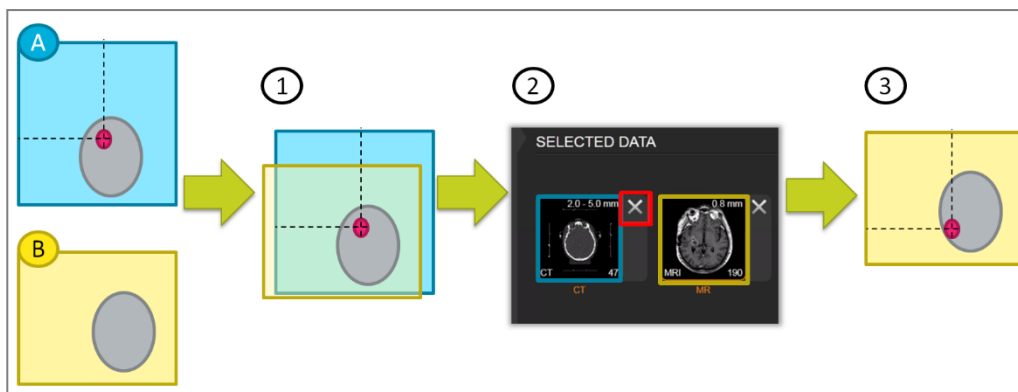 A
B
1
2
3
SELECTED DATA
2.0 - 5.0 mm
CT
47
CT
0.8 mm
MRI
190
MR